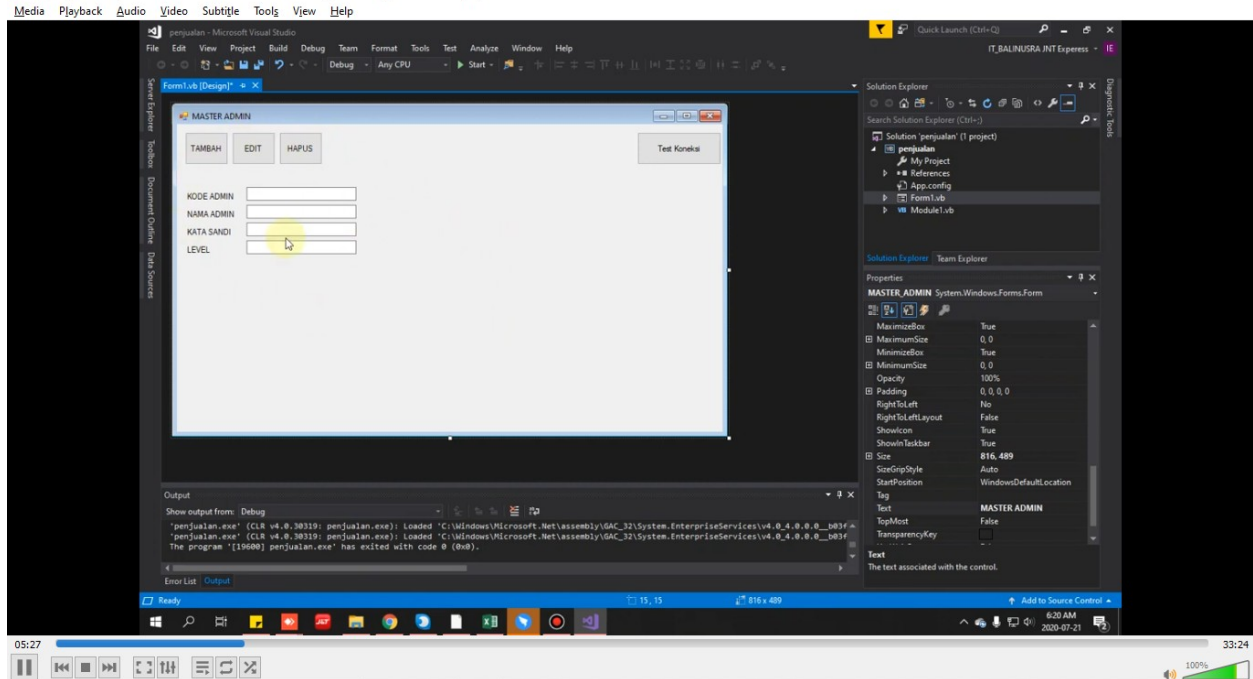 Media Playback Audio Video Subtitle Tools View Help
penjualan - Microsoft Visual Studio
Quick Launch (Ctrl+Q)
File Edit View Project Build Debug Team Format Tools Test Analyze Window Help
IT_BALINUSRA JNT Experess IE
Debug Any CPU Start
Server Explorer
Toolbox
Document Outline
Data Sources
Form1.vb [Design]*
MASTER ADMIN
TAMBAH EDIT HAPUS Test Koneksi
KODE ADMIN
NAMA ADMIN
KATA SANDI
LEVEL
Solution Explorer
Search Solution Explorer (Ctrl+;)
Solution 'penjualan' (1 project)
penjualan
My Project
References
App.config
Form1.vb
Module1.vb
Solution Explorer Team Explorer
Diagnostic Tools
Properties
MASTER_ADMIN System.Windows.Forms.Form
MaximizeBox True
MaximumSize 0, 0
MinimizeBox True
MinimumSize 0, 0
Opacity 100%
Padding 0, 0, 0, 0
RightToLeft No
RightToLeftLayout False
ShowIcon True
ShowInTaskbar True
Size 816, 489
SizeGripStyle Auto
StartPosition WindowsDefaultLocation
Tag
Text MASTER ADMIN
TopMost False
TransparencyKey
Text
The text associated with the control.
Output
Show output from: Debug
'penjualan.exe' (CLR v4.0.30319: penjualan.exe): Loaded 'C:\Windows\Microsoft.Net\assembly\GAC_32\System.EnterpriseServices\v4.0_4.0.0.0__b03f
'penjualan.exe' (CLR v4.0.30319: penjualan.exe): Loaded 'C:\Windows\Microsoft.Net\assembly\GAC_32\System.EnterpriseServices\v4.0_4.0.0.0__b03f
The program '[19600] penjualan.exe' has exited with code 0 (0x0).
Error List Output
Ready 15, 15 816 x 489 Add to Source Control
6:20 AM
2020-07-21
05:27 33:24
100%